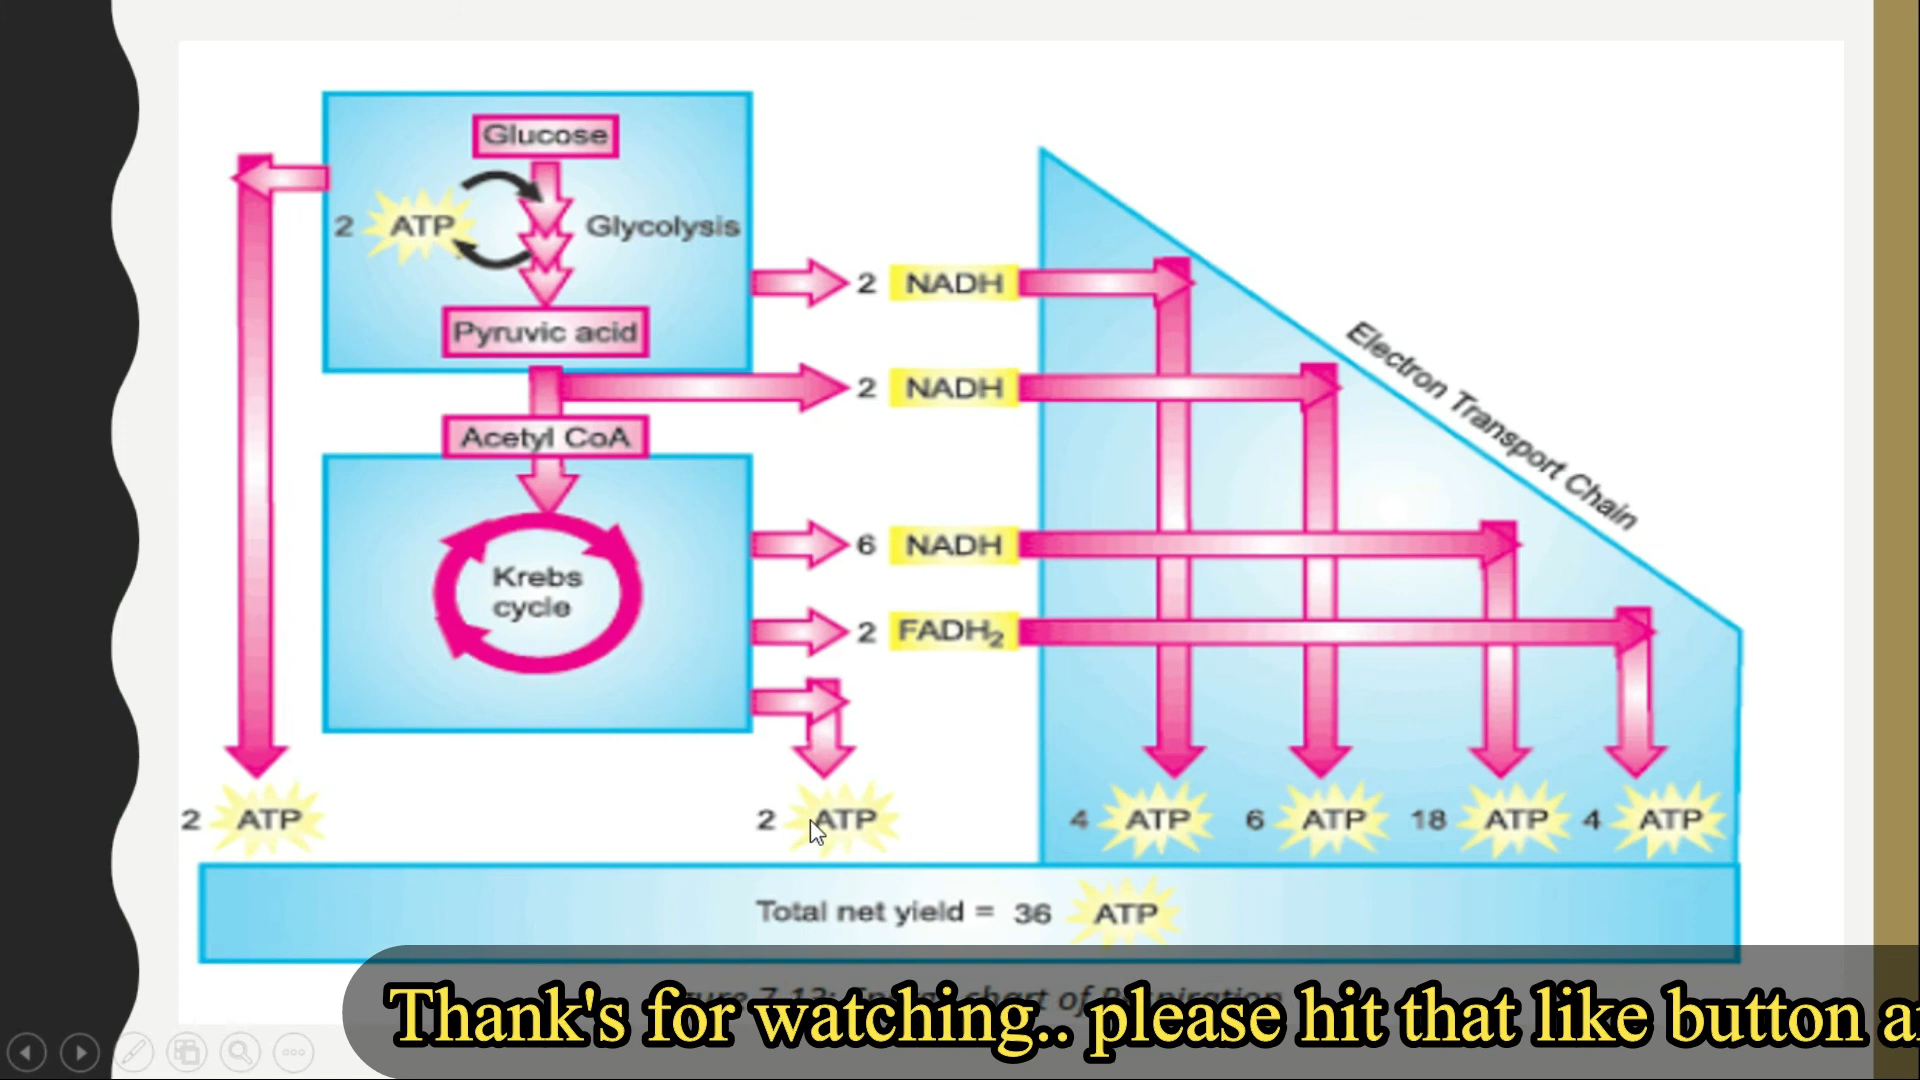 Glucose
2 ATP
Glycolysis
Pyruvic acid
2 NADH
2 NADH
Acetyl CoA
Krebs
cycle
6 NADH
2 FADH₂
Electron Transport Chain
2 ATP
2 ATP
4 ATP
6 ATP
18 ATP
4 ATP
Total net yield = 36 ATP
chart of
Thank's for watching.. please hit that like button